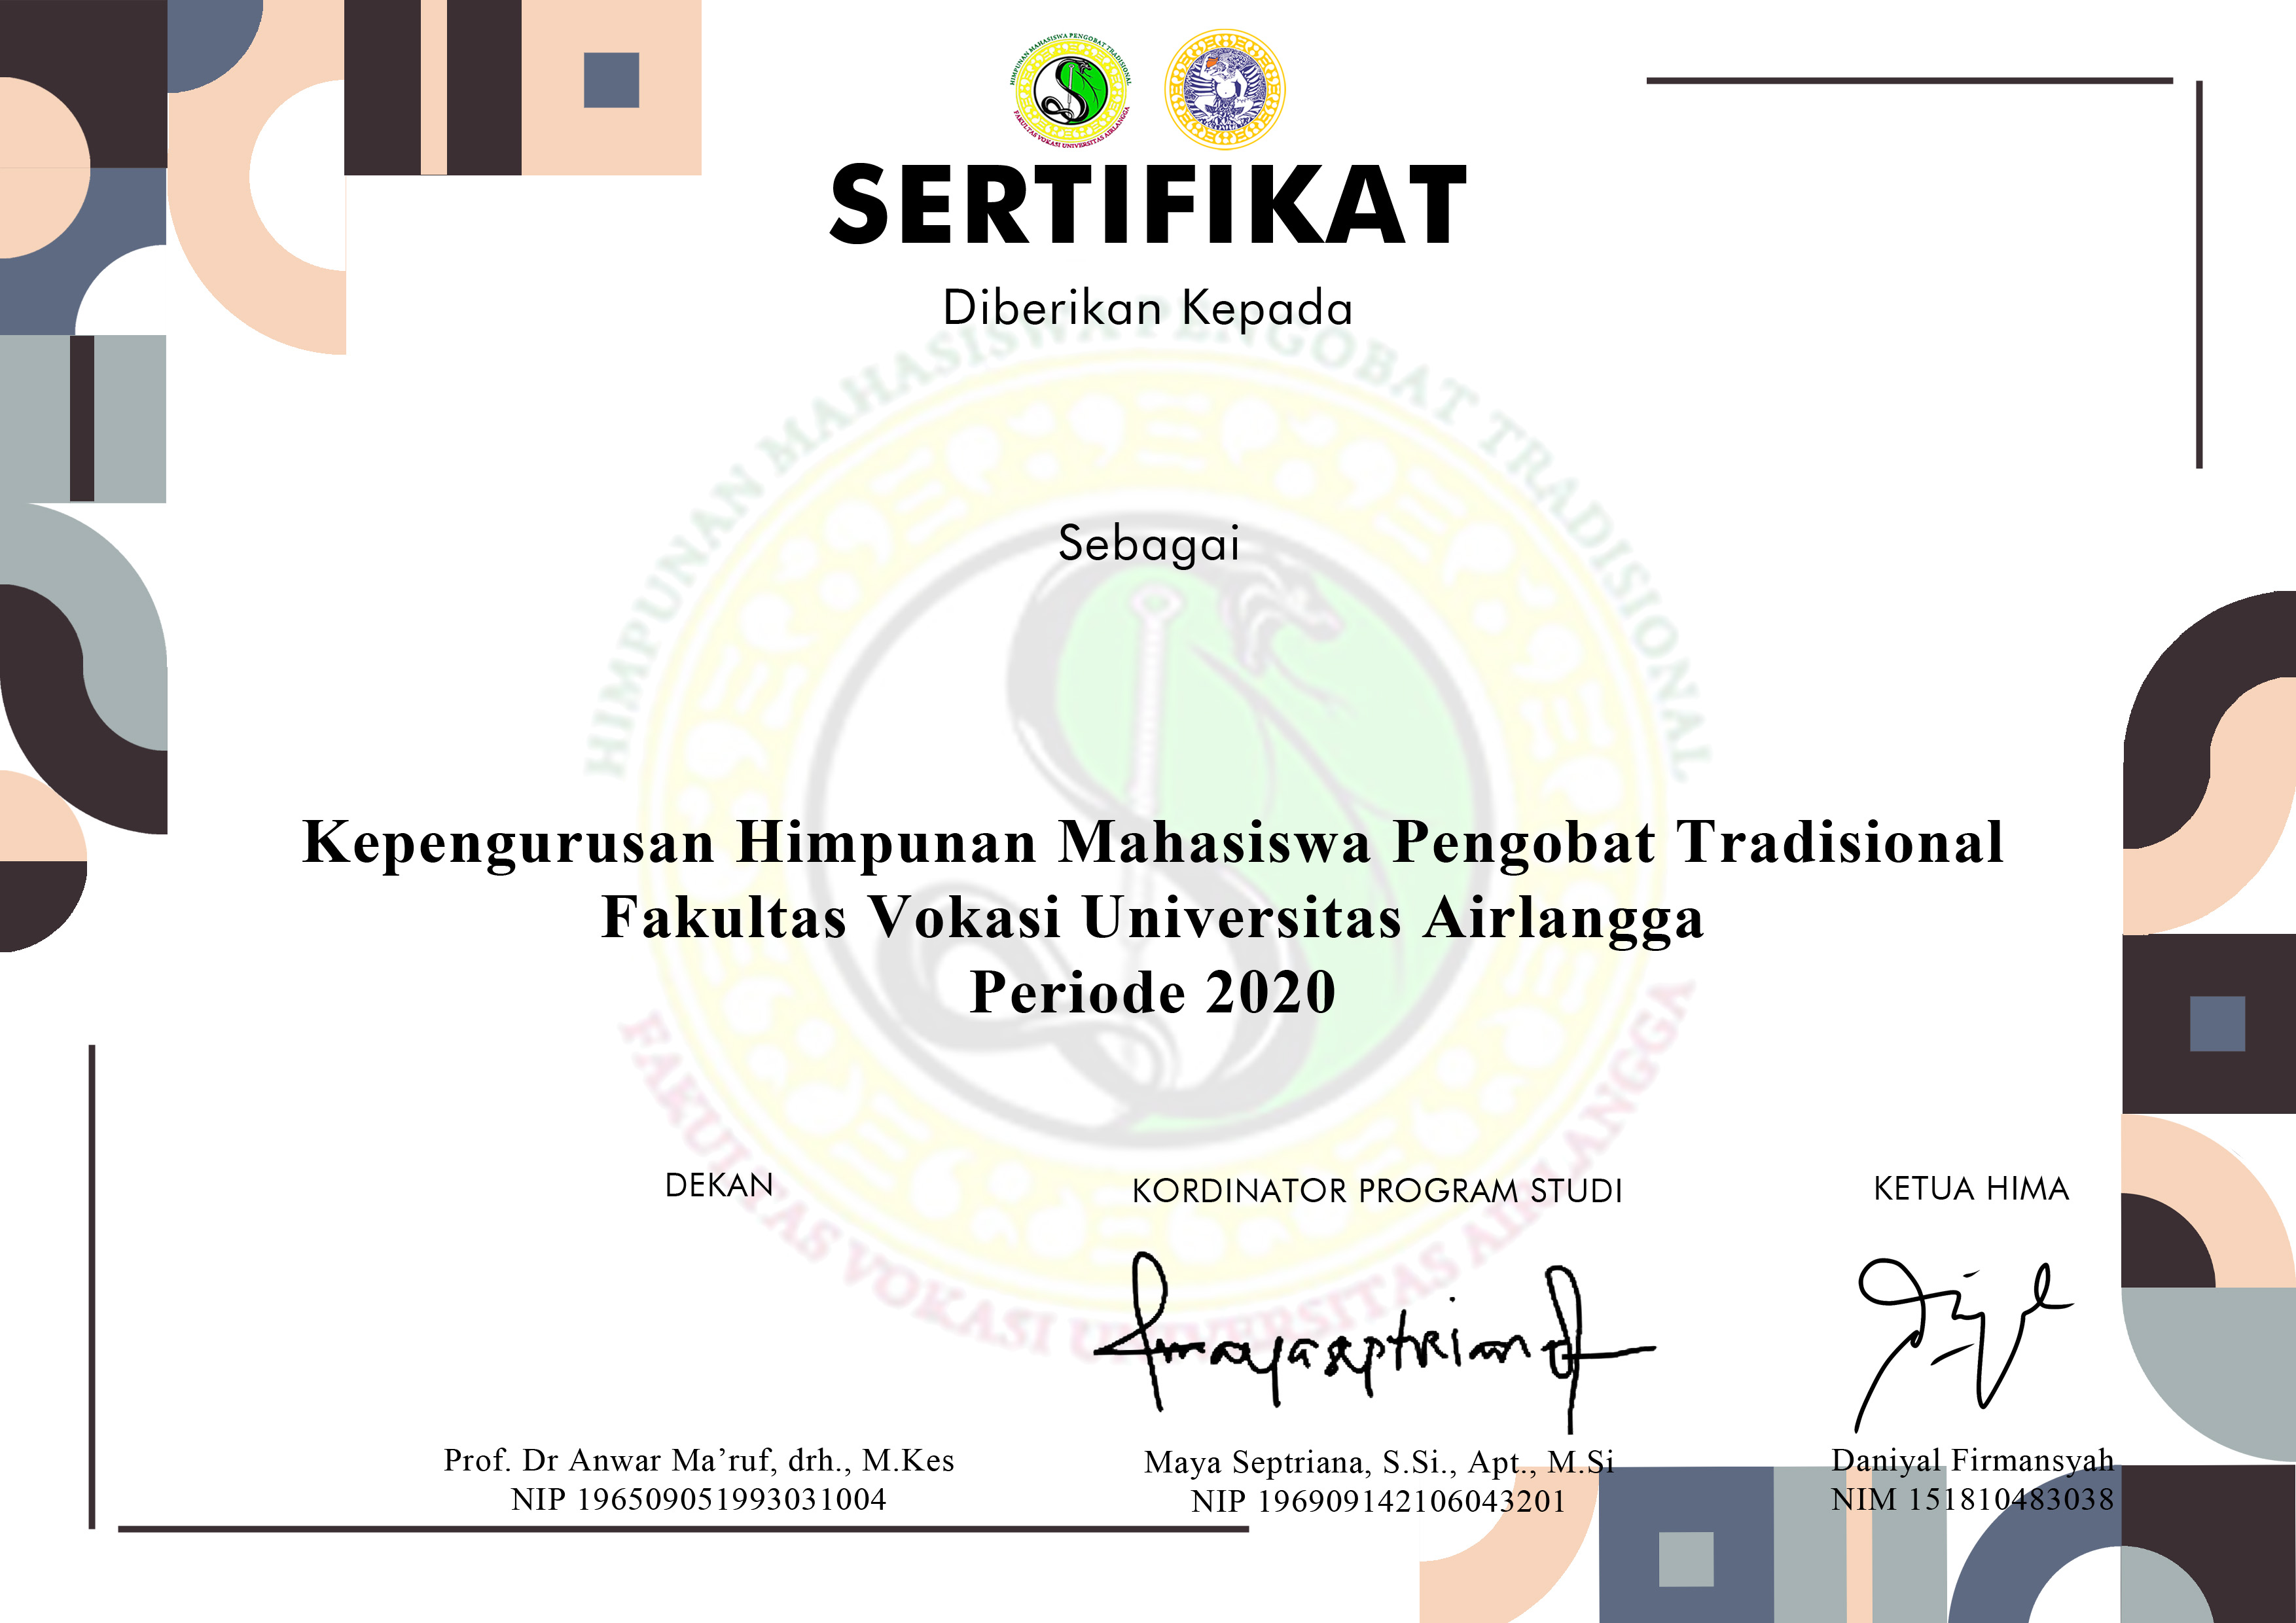 HIMPUNAN MAHASISWA PENGOBAT TRADISIONAL
FAKULTAS VOKASI UNIVERSITAS AIRLANGGA
SERTIFIKAT
Diberikan Kepada
Sebagai
HIMPUNAN MAHASISWA PENGOBAT TRADISIONAL
Kepengurusan Himpunan Mahasiswa Pengobat Tradisional
Fakultas Vokasi Universitas Airlangga
Periode 2020
FAKULTAS VOKASI UNIVERSITAS AIRLANGGA
DEKAN
KORDINATOR PROGRAM STUDI
KETUA HIMA
mayaseptriana
Prof. Dr Anwar Ma’ruf, drh., M.Kes
NIP 196509051993031004
Maya Septriana, S.Si., Apt., M.Si
NIP 196909142106043201
Daniyal Firmansyah
NIM 151810483038